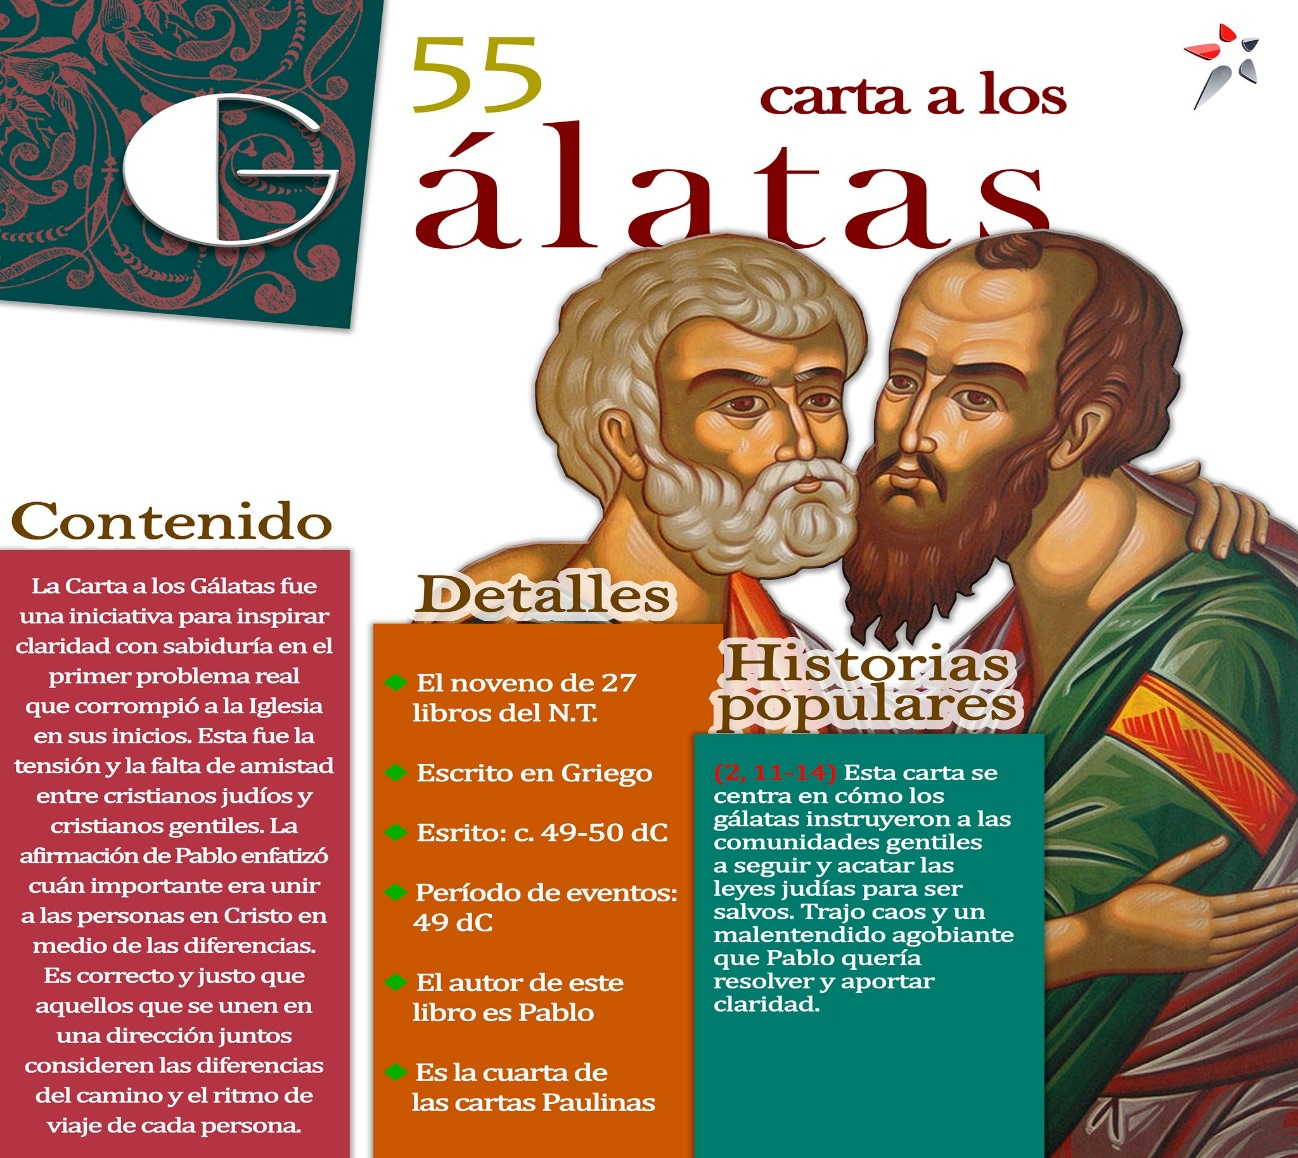 55
carta a los
G
álatas
Contenido
La Carta a los Gálatas fue
una iniciativa para inspirar
claridad con sabiduría en el
primer problema real
que corrompió a la Iglesia
en sus inicios. Esta fue la
tensión y la falta de amistad
entre cristianos judíos y
cristianos gentiles. La
afirmación de Pablo enfatizó
cuán importante era unir
a las personas en Cristo en
medio de las diferencias.
Es correcto y justo que
aquellos que se unen en
una dirección juntos
consideren las diferencias
del camino y el ritmo de
viaje de cada persona.
Detalles
El noveno de 27
libros del N.T.
Escrito en Griego
Esrito: c. 49-50 dC
Período de eventos:
49 dC
El autor de este
libro es Pablo
Es la cuarta de
las cartas Paulinas
Historias
populares
(2, 11-14) Esta carta se
centra en cómo los
gálatas instruyeron a las
comunidades gentiles
a seguir y acatar las
leyes judías para ser
salvos. Trajo caos y un
malentendido agobiante
que Pablo quería
resolver y aportar
claridad.